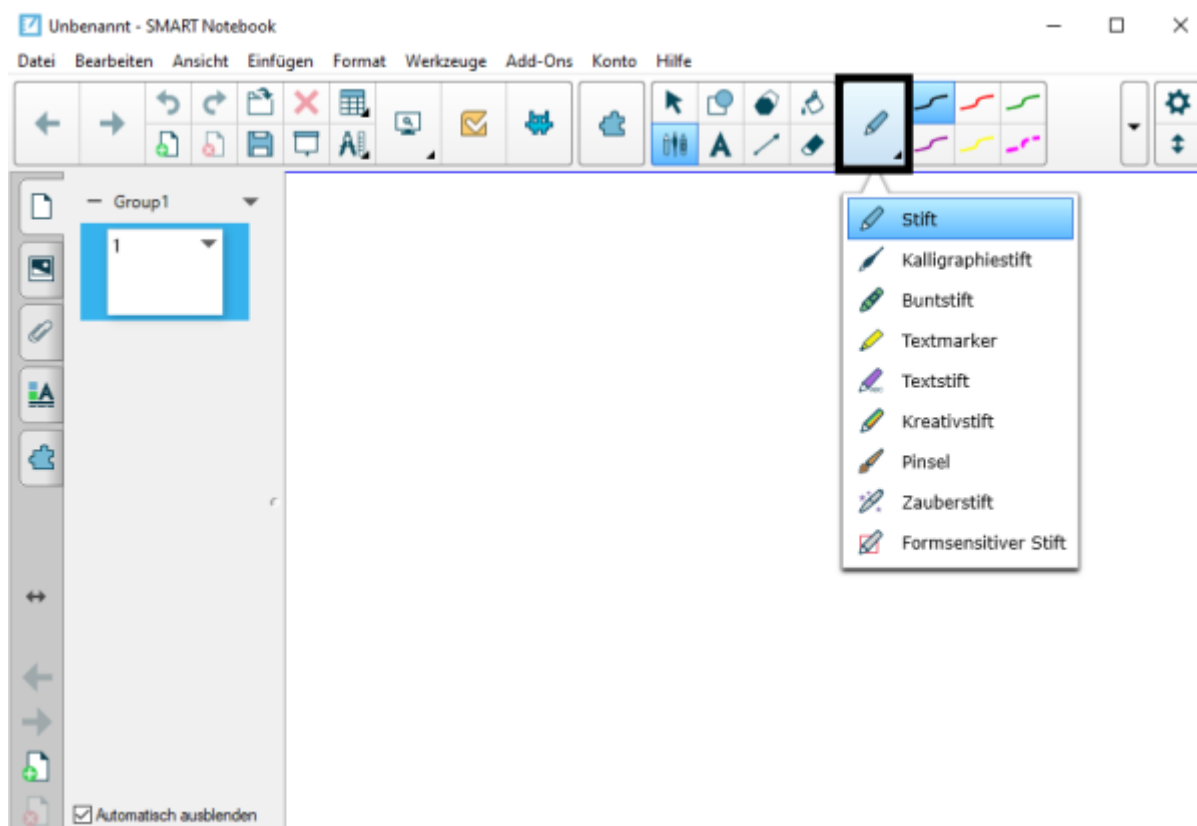 Unbenannt - SMART Notebook
Datei Bearbeiten Ansicht Einfügen Format Werkzeuge Add-Ons Konto Hilfe
Group1
1
Stift
Kalligraphiestift
Buntstift
Textmarker
Textstift
Kreativstift
Pinsel
Zauberstift
Formsensitiver Stift
Automatisch ausblenden